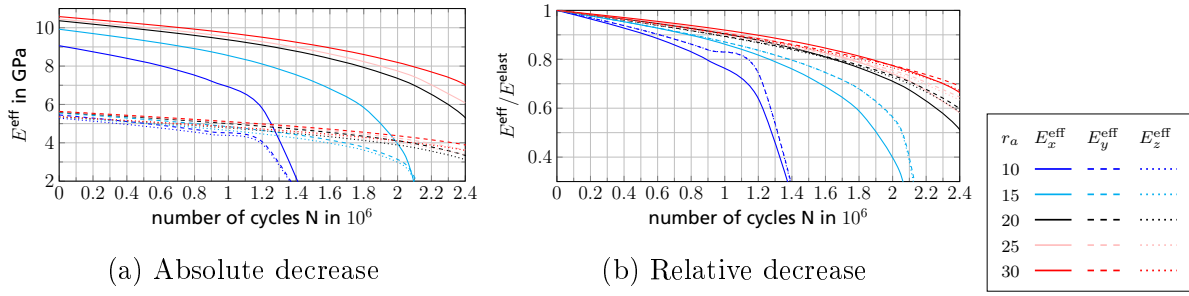 10
8
6
4
2
E^eff in GPa
0 0.2 0.4 0.6 0.8 1 1.2 1.4 1.6 1.8 2 2.2 2.4
number of cycles N in 10^6
(a) Absolute decrease
1
0.8
0.6
0.4
E^eff/E^elast
0 0.2 0.4 0.6 0.8 1 1.2 1.4 1.6 1.8 2 2.2 2.4
number of cycles N in 10^6
(b) Relative decrease
r_a E_x^eff E_y^eff E_z^eff
10
15
20
25
30